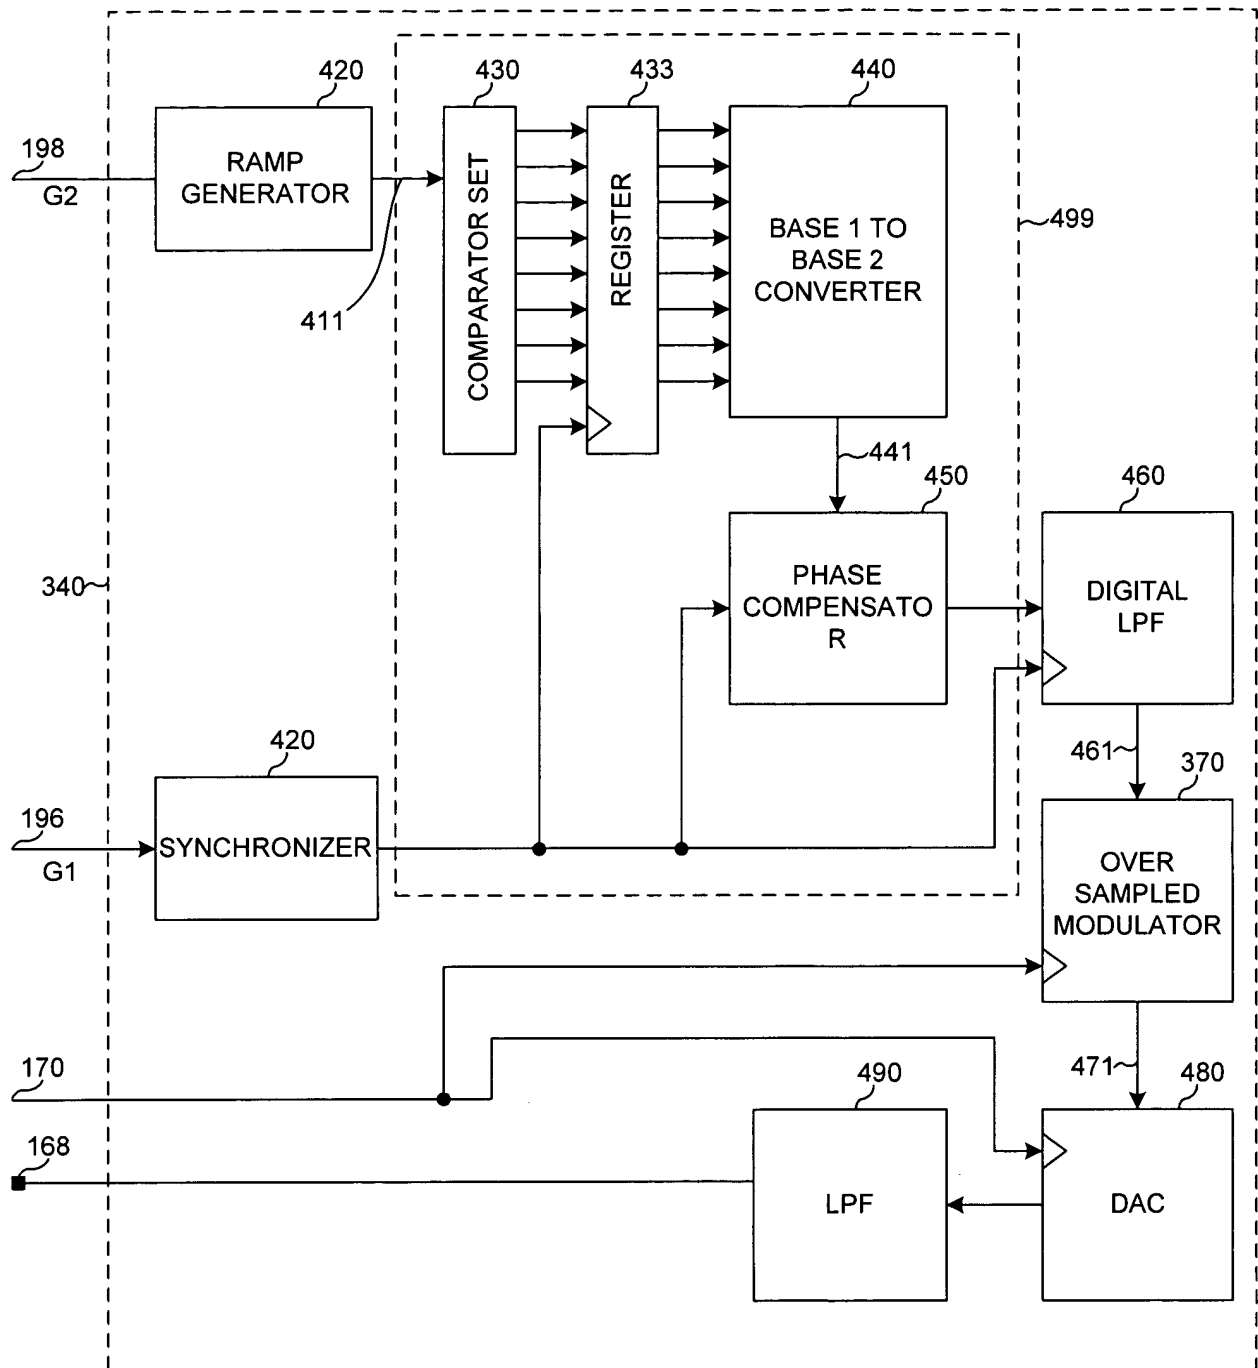 420
430
433
440
198
G2
RAMP
GENERATOR
411
COMPARATOR SET
REGISTER
BASE 1 TO
BASE 2
CONVERTER
499
441
450
460
340
PHASE
COMPENSATO
R
DIGITAL
LPF
420
461
370
196
G1
SYNCHRONIZER
OVER
SAMPLED
MODULATOR
170
490
471
480
168
LPF
DAC